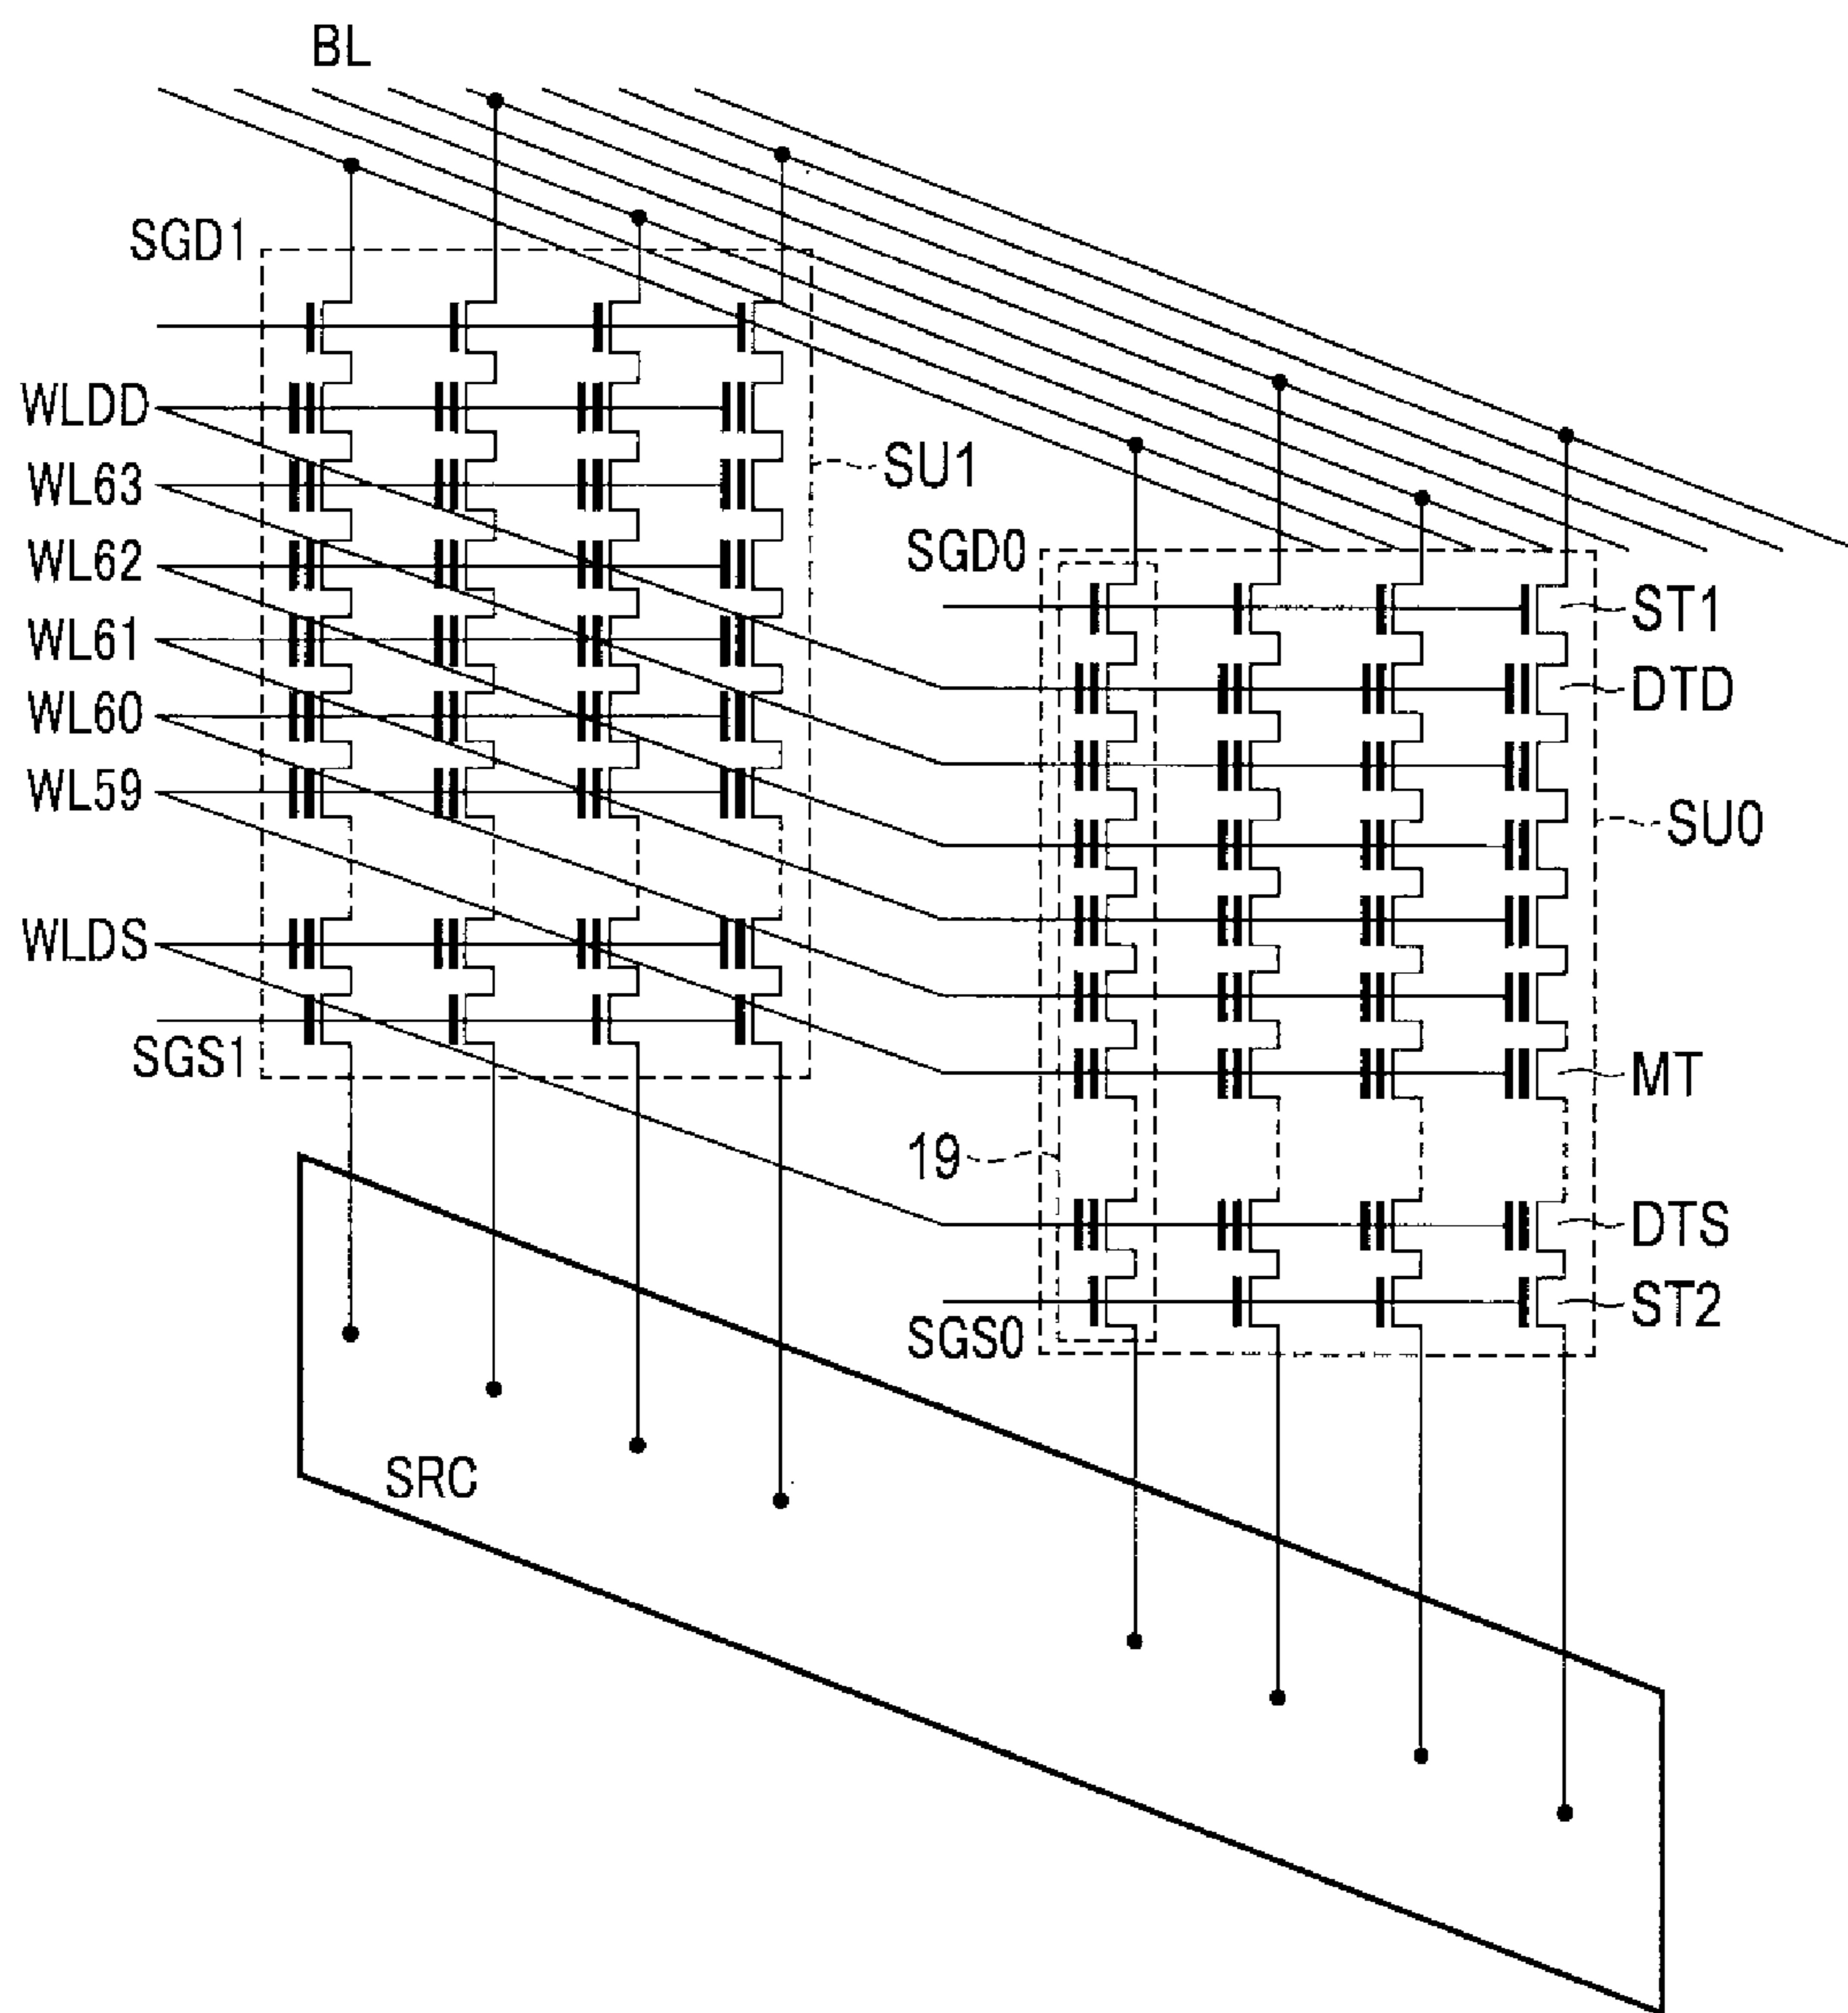 BL
SGD1
WLDD
WL63
WL62
WL61
WL60
WL59
WLDS
SGS1
SU1
SGD0
ST1
DTD
SU0
MT
19
DTS
ST2
SGS0
SRC